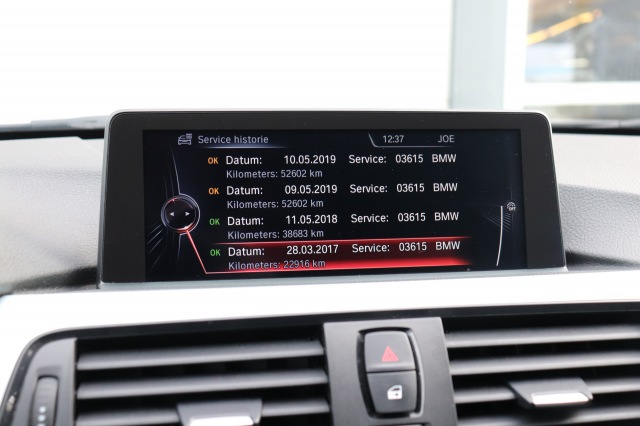 Service historie 12:37 JOE
OK Datum: 10.05.2019 Service: 03615 BMW
Kilometers: 52602 km
OK Datum: 09.05.2019 Service: 03615 BMW
Kilometers: 52602 km
OK Datum: 11.05.2018 Service: 03615 BMW
Kilometers: 38683 km
OFF
OK Datum: 28.03.2017 Service: 03615 BMW
Kilometers: 22916 km